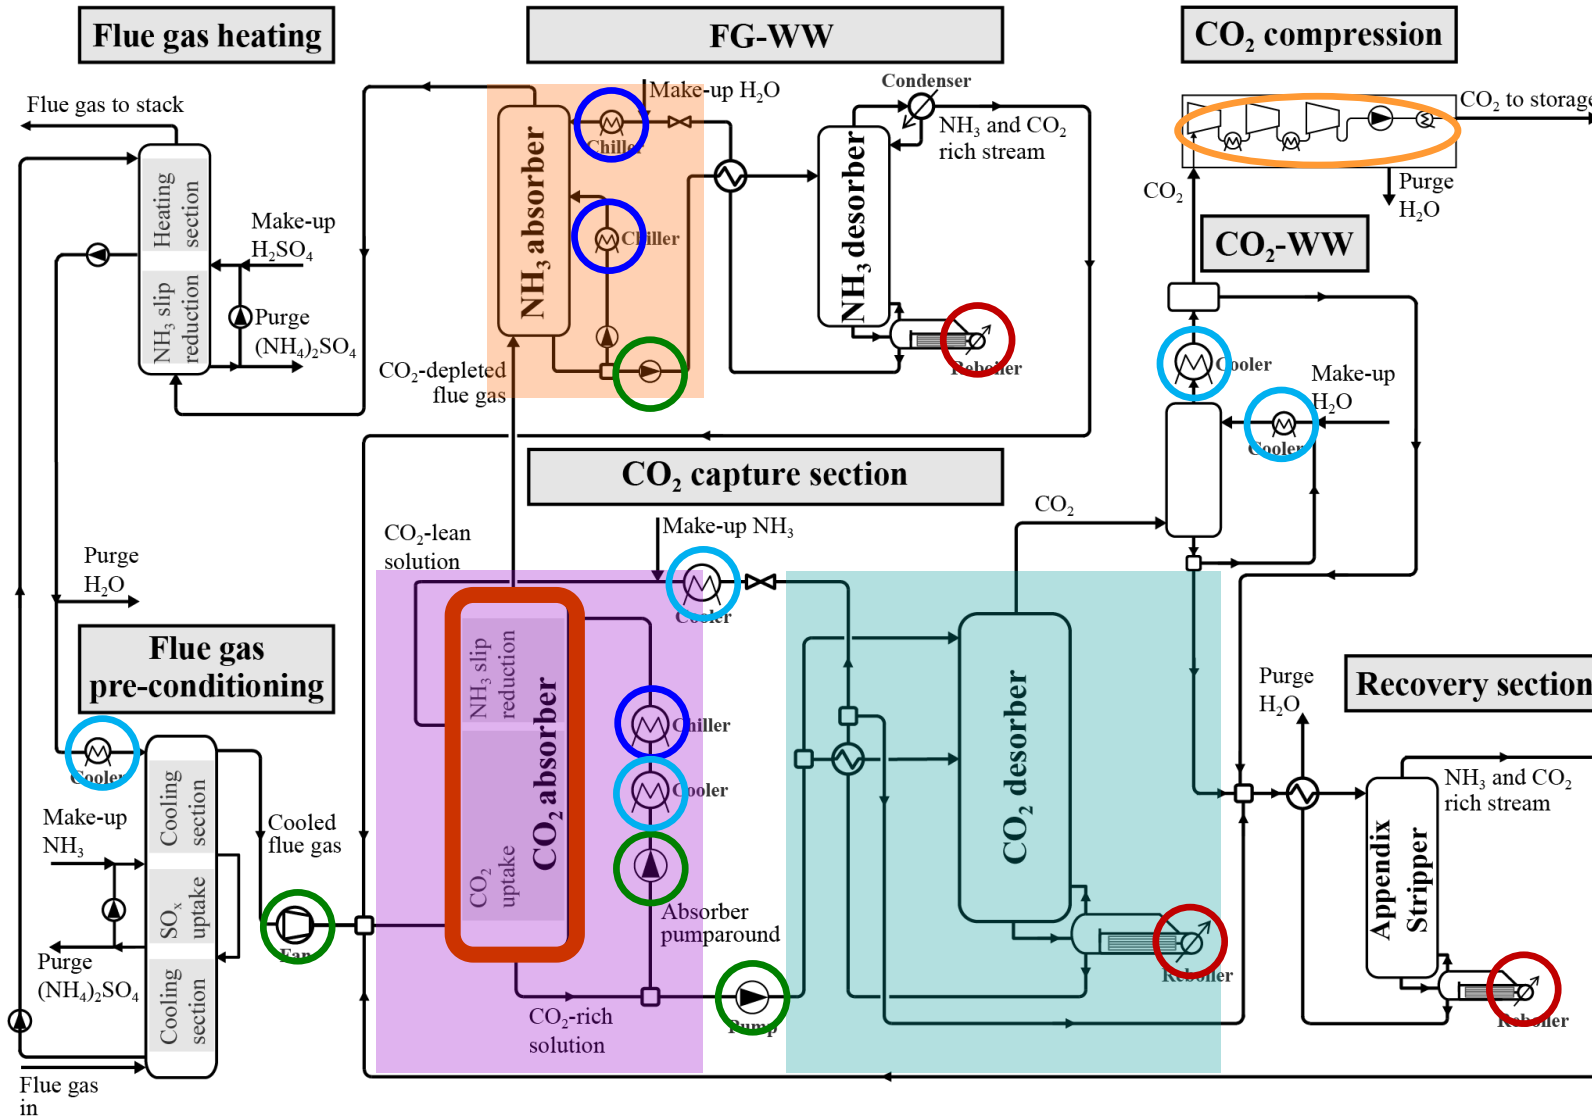 Flue gas heating
FG-WW
CO₂ compression
Flue gas to stack
Heating
section
NH₃ slip
reduction
Make-up
H₂SO₄
Purge
(NH₄)₂SO₄
NH₃ absorber
Make-up H₂O
Chiller
Chiller
CO₂-depleted
flue gas
Condenser
NH₃ and CO₂
rich stream
NH₃ desorber
Reboiler
CO₂ to storage
Purge
H₂O
CO₂
CO₂-WW
Cooler
Make-up
H₂O
Cooler
CO₂ capture section
CO₂-lean
solution
Make-up NH₃
Cooler
CO₂
NH₃ slip
reduction
CO₂
uptake
CO₂ absorber
Chiller
Cooler
Absorber
pumparound
CO₂-rich
solution
Pump
CO₂ desorber
Reboiler
Purge
H₂O
Flue gas
pre-conditioning
Cooler
Make-up
NH₃
Cooling
section
SOₓ
uptake
Cooling
section
Cooled
flue gas
Fan
Purge
(NH₄)₂SO₄
Flue gas
in
Recovery section
Purge
H₂O
NH₃ and CO₂
rich stream
Appendix
Stripper
Reboiler